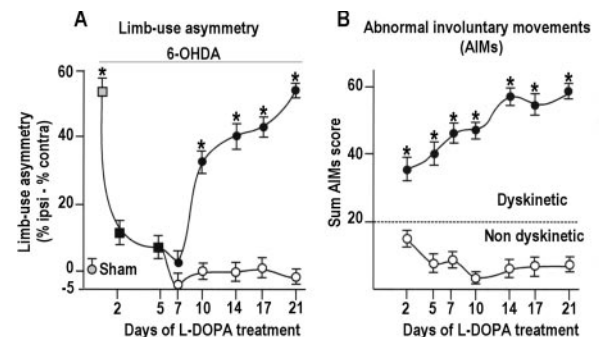 A
Limb-use asymmetry
6-OHDA
Limb-use asymmetry
(% ipsi - % contra)
60
40
20
0
-5
*
*
*
*
*
Sham
2 5 7 10 14 17 21
Days of L-DOPA treatment
B
Abnormal involuntary movements
(AIMs)
Sum AIMs score
60
40
20
*
*
*
*
*
*
*
Dyskinetic
Non dyskinetic
2 5 7 10 14 17 21
Days of L-DOPA treatment